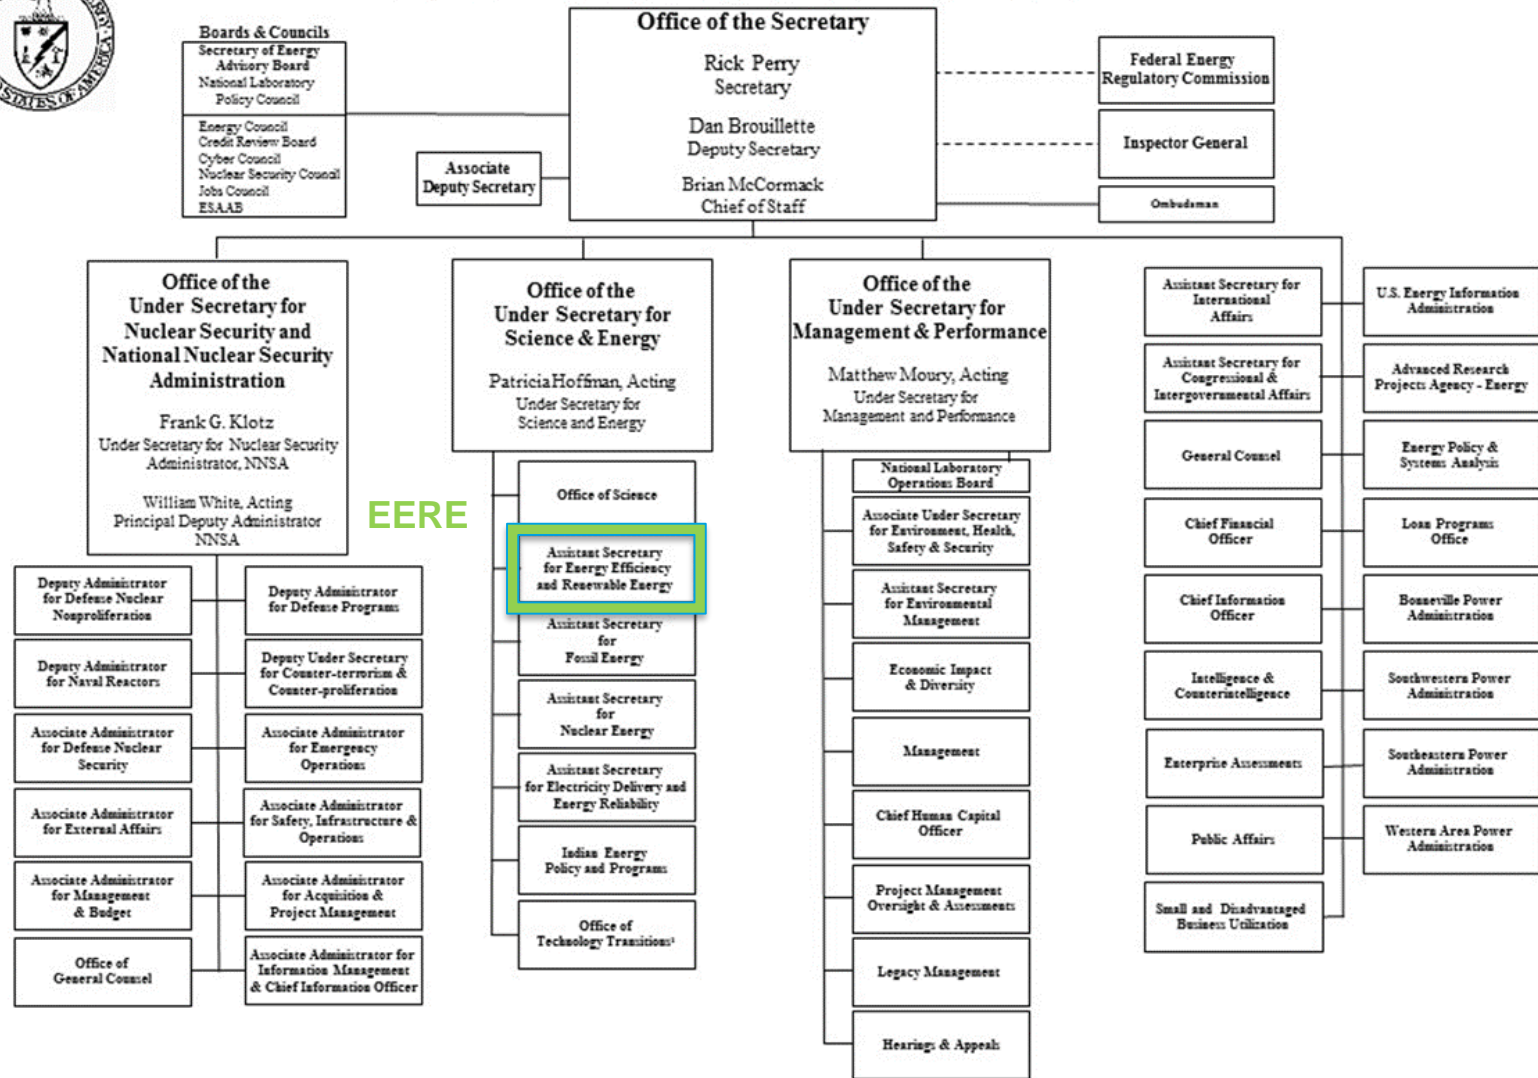 ERGY
STATES OF AMERICA
Boards & Councils
Secretary of Energy
Advisory Board
National Laboratory
Policy Council
Energy Council
Credit Review Board
Cyber Council
Nuclear Security Council
Jobs Council
ESAAB
Associate
Deputy Secretary
Office of the Secretary
Rick Perry
Secretary
Dan Brouillette
Deputy Secretary
Brian McCormack
Chief of Staff
Federal Energy
Regulatory Commission
Inspector General
Ombudsman
Office of the
Under Secretary for
Nuclear Security and
National Nuclear Security
Administration
Frank G. Klotz
Under Secretary for Nuclear Security
Administrator, NNSA
William White, Acting
Principal Deputy Administrator
NNSA
Deputy Administrator
for Defense Nuclear
Nonproliferation
Deputy Administrator
for Defense Programs
Deputy Administrator
for Naval Reactors
Deputy Under Secretary
for Counter-terrorism &
Counter-proliferation
Associate Administrator
for Defense Nuclear
Security
Associate Administrator
for Emergency
Operations
Associate Administrator
for External Affairs
Associate Administrator
for Safety, Infrastructure &
Operations
Associate Administrator
for Management
& Budget
Associate Administrator
for Acquisition &
Project Management
Office of
General Counsel
Associate Administrator for
Information Management
& Chief Information Officer
EERE
Office of the
Under Secretary for
Science & Energy
Patricia Hoffman, Acting
Under Secretary for
Science and Energy
Office of Science
Assistant Secretary
for Energy Efficiency
and Renewable Energy
Assistant Secretary
for
Fossil Energy
Assistant Secretary
for
Nuclear Energy
Assistant Secretary
for Electricity Delivery and
Energy Reliability
Indian Energy
Policy and Programs
Office of
Technology Transitions¹
Office of the
Under Secretary for
Management & Performance
Matthew Moury, Acting
Under Secretary for
Management and Performance
National Laboratory
Operations Board
Associate Under Secretary
for Environment, Health,
Safety & Security
Assistant Secretary
for Environmental
Management
Economic Impact
& Diversity
Management
Chief Human Capital
Officer
Project Management
Oversight & Assessments
Legacy Management
Hearings & Appeals
Assistant Secretary for
International
Affairs
U.S. Energy Information
Administration
Assistant Secretary for
Congressional &
Intergovernmental Affairs
Advanced Research
Projects Agency - Energy
General Counsel
Energy Policy &
Systems Analysis
Chief Financial
Officer
Loan Programs
Office
Chief Information
Officer
Bonneville Power
Administration
Intelligence &
Counterintelligence
Southwestern Power
Administration
Enterprise Assessments
Southeastern Power
Administration
Public Affairs
Western Area Power
Administration
Small and Disadvantaged
Business Utilization